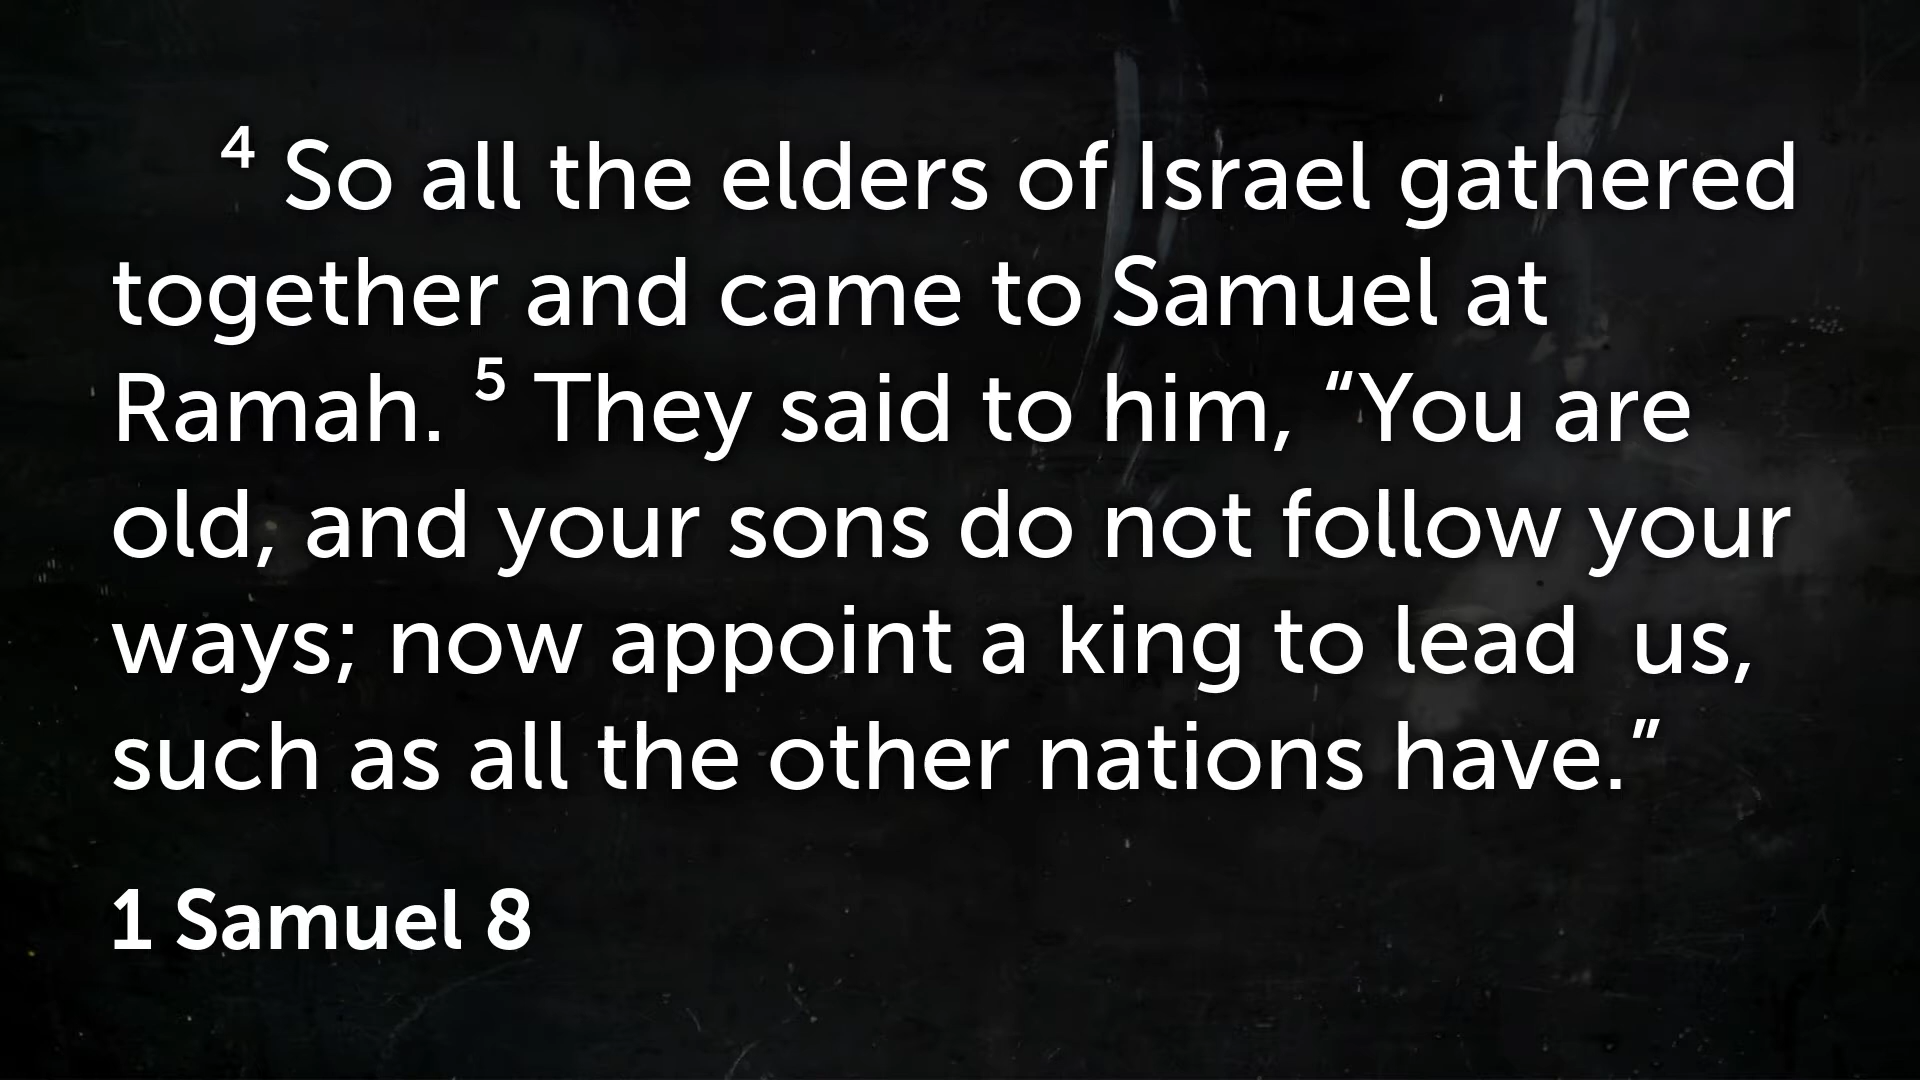 ⁴ So all the elders of Israel gathered
together and came to Samuel at
Ramah. ⁵ They said to him, “You are
old, and your sons do not follow your
ways; now appoint a king to lead  us,
such as all the other nations have.”
1 Samuel 8